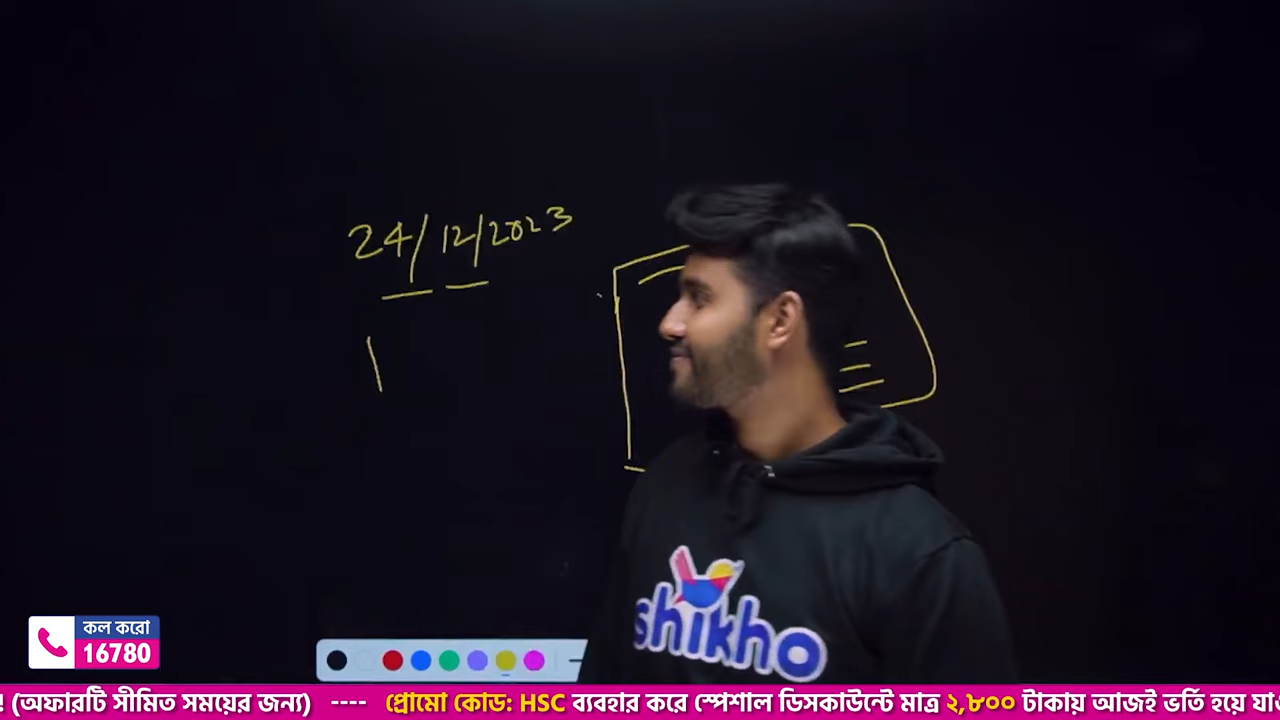 24/12/2023
shikho
কল করো
16780
! (অফারটি সীমিত সময়ের জন্য) ---- প্রোমো কোড: HSC ব্যবহার করে স্পেশাল ডিসকাউন্টে মাত্র ২,৮০০ টাকায় আজই ভর্তি হয়ে